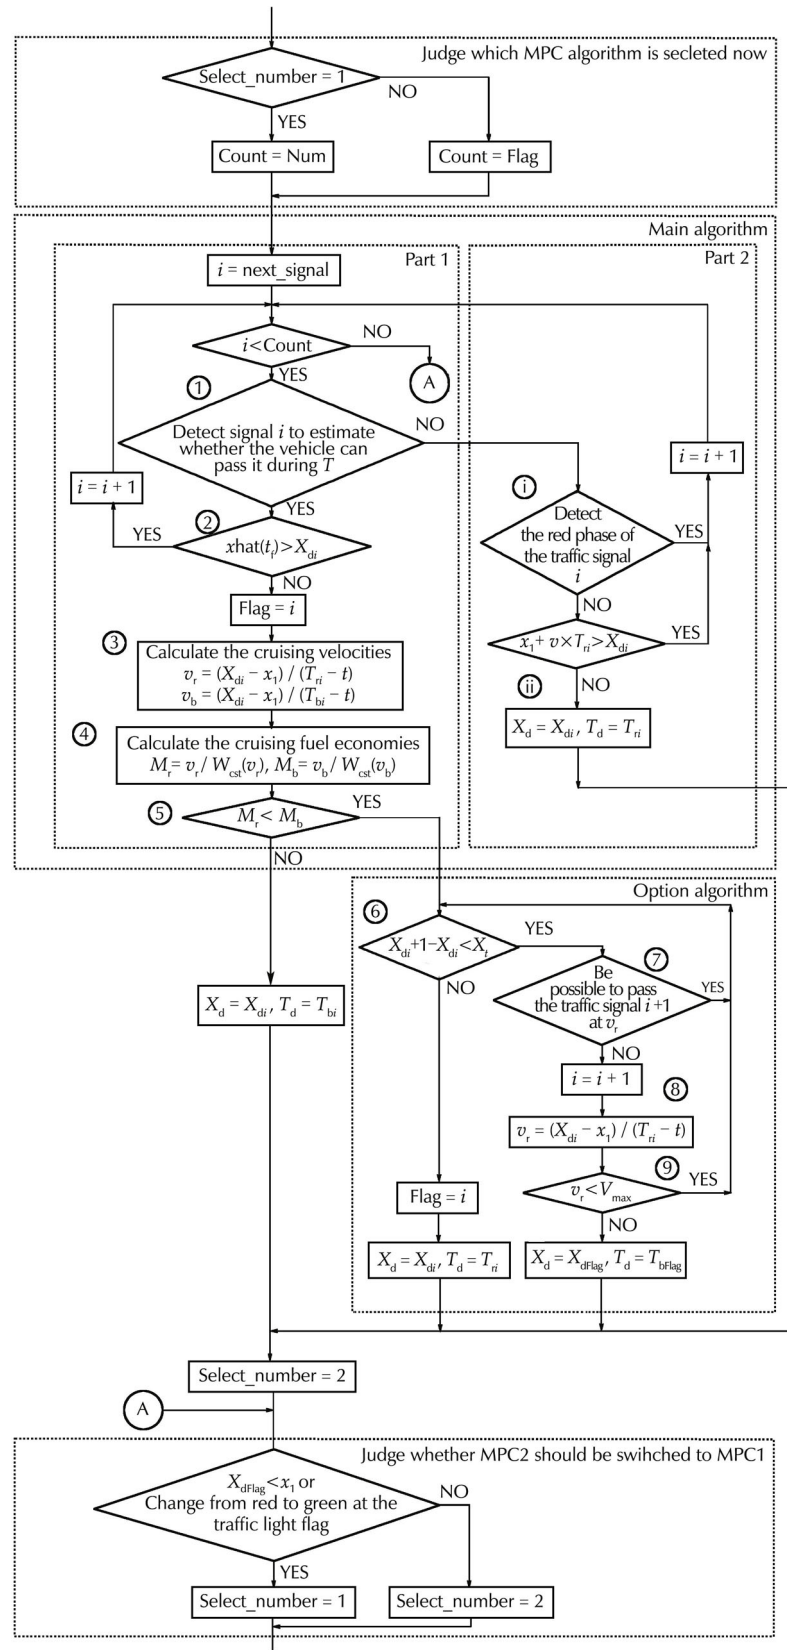 Judge which MPC algorithm is secleted now
Select_number = 1
NO
YES
Count = Num
Count = Flag
Main algorithm
Part 1
Part 2
i = next_signal
i<Count
NO
A
YES
①
Detect signal i to estimate
whether the vehicle can
pass it during T
NO
YES
i = i + 1
②
xhat(tf)>Xdi
YES
NO
Flag = i
③
Calculate the cruising velocities
vr = (Xdi − x1) / (Tri − t)
vb = (Xdi − x1) / (Tbi − t)
④
Calculate the cruising fuel economies
Mr = vr / Wcst(vr), Mb = vb / Wcst(vb)
⑤
Mr < Mb
YES
NO
i = i + 1
ⓘ
Detect
the red phase of
the traffic signal
i
YES
NO
x1 + v × Tri > Xdi
YES
NO
ii
Xd = Xdi, Td = Tri
Option algorithm
⑥
Xdi+1−Xdi<Xt
YES
NO
⑦
Be
possible to pass
the traffic signal i +1
at vr
YES
NO
i = i + 1
⑧
vr = (Xdi − x1) / (Tri − t)
⑨
vr < Vmax
YES
NO
Xd = XdFlag, Td = TbFlag
Flag = i
Xd = Xdi, Td = Tri
Xd = Xdi, Td = Tbi
Select_number = 2
A
Judge whether MPC2 should be swihched to MPC1
XdFlag<x1 or
Change from red to green at the
traffic light flag
NO
YES
Select_number = 1
Select_number = 2